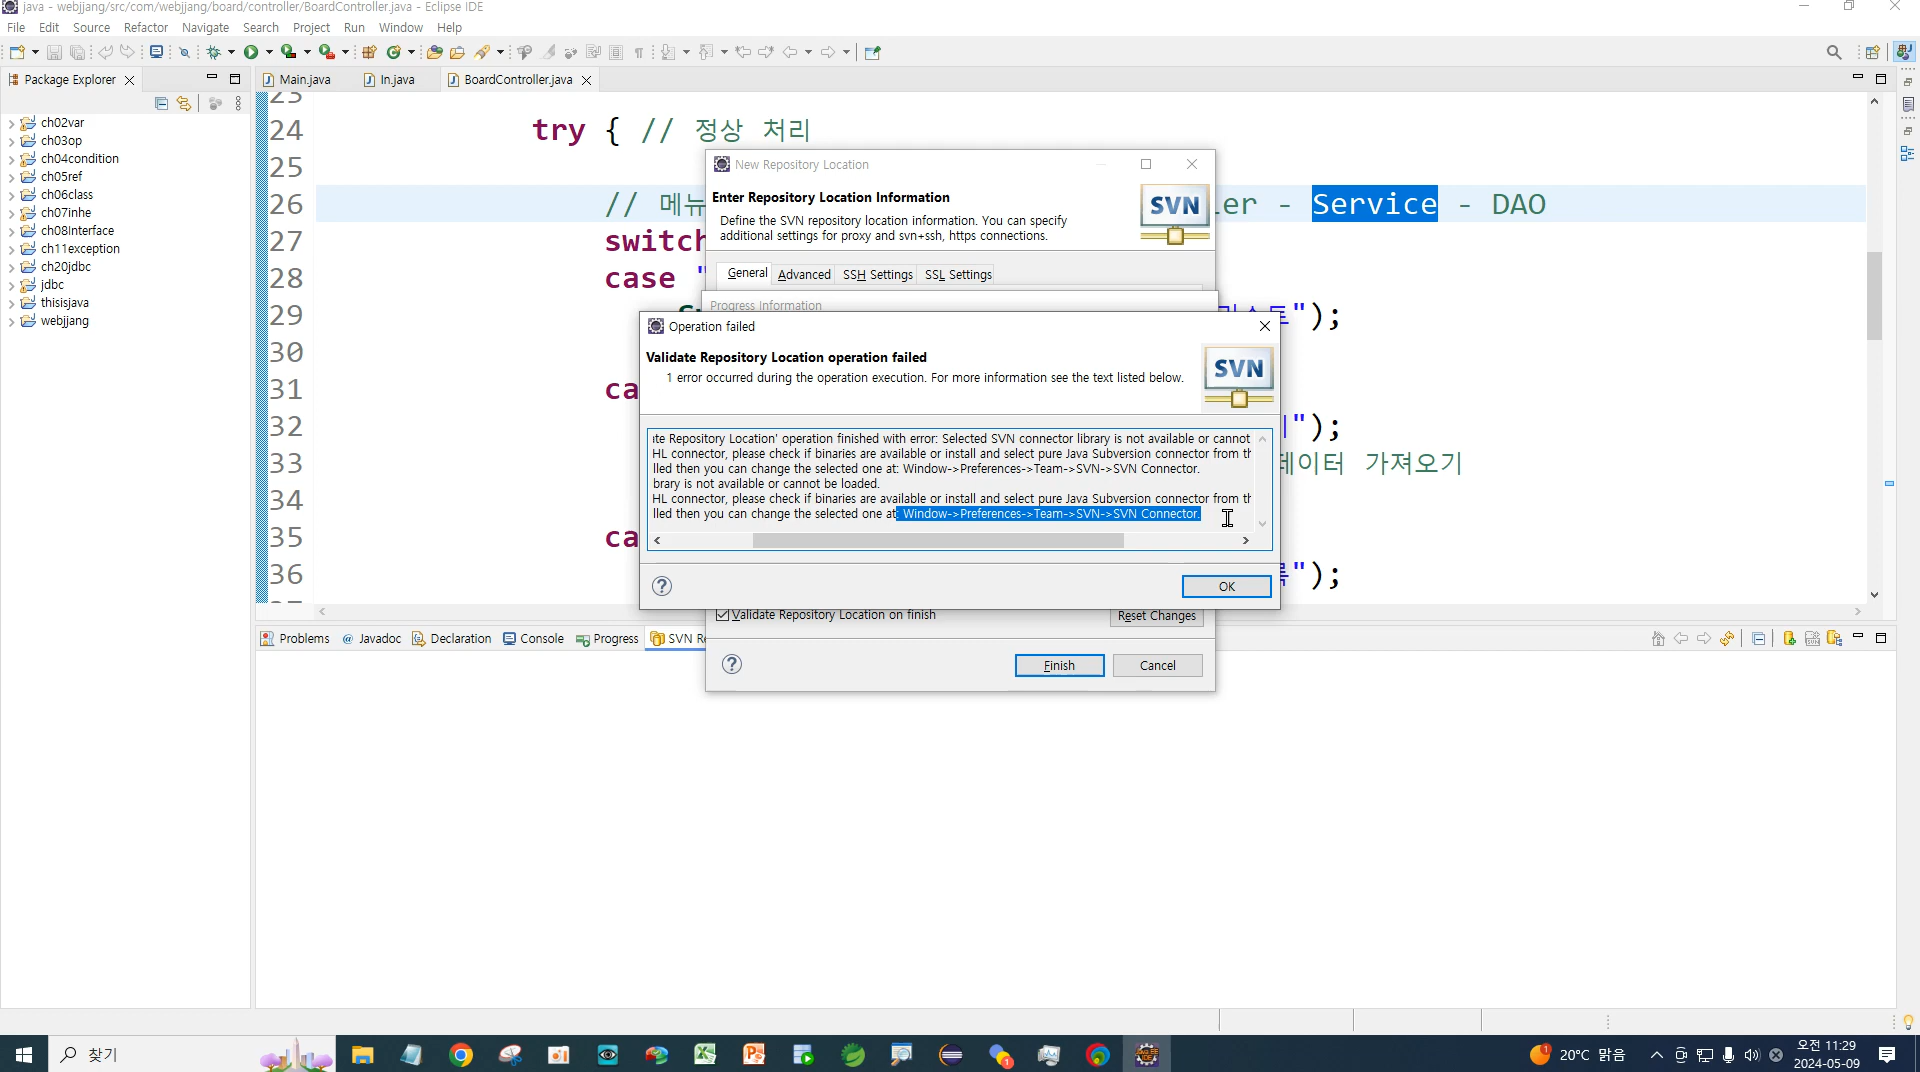 java - webjjang/src/com/webjjang/board/controller/BoardController.java - Eclipse IDE
File Edit Source Refactor Navigate Search Project Run Window Help
Package Explorer
Main.java In.java BoardController.java
ch02var
ch03op
ch04condition
ch05ref
ch06class
ch07inhe
ch08Interface
ch11exception
ch20jdbc
jdbc
thisisjava
webjjang
23
24 try { // 정상 처리
25
26 // 메뉴 ler - Service - DAO
27 switch
28 case "
29 ");
30
31 ca
32 ");
33 데이터 가져오기
34
35 ca
36 ");
New Repository Location
Enter Repository Location Information
Define the SVN repository location information. You can specify
additional settings for proxy and svn+ssh, https connections.
SVN
General Advanced SSH Settings SSL Settings
Progress Information
Operation failed
Validate Repository Location operation failed
1 error occurred during the operation execution. For more information see the text listed below.
SVN
ite Repository Location' operation finished with error: Selected SVN connector library is not available or cannot
HL connector, please check if binaries are available or install and select pure Java Subversion connector from th
lled then you can change the selected one at: Window->Preferences->Team->SVN->SVN Connector.
brary is not available or cannot be loaded.
HL connector, please check if binaries are available or install and select pure Java Subversion connector from th
lled then you can change the selected one at: Window->Preferences->Team->SVN->SVN Connector.
OK
Validate Repository Location on finish
Reset Changes
Finish Cancel
Problems Javadoc Declaration Console Progress SVN Re
찾기
20°C 맑음
오전 11:29
2024-05-09